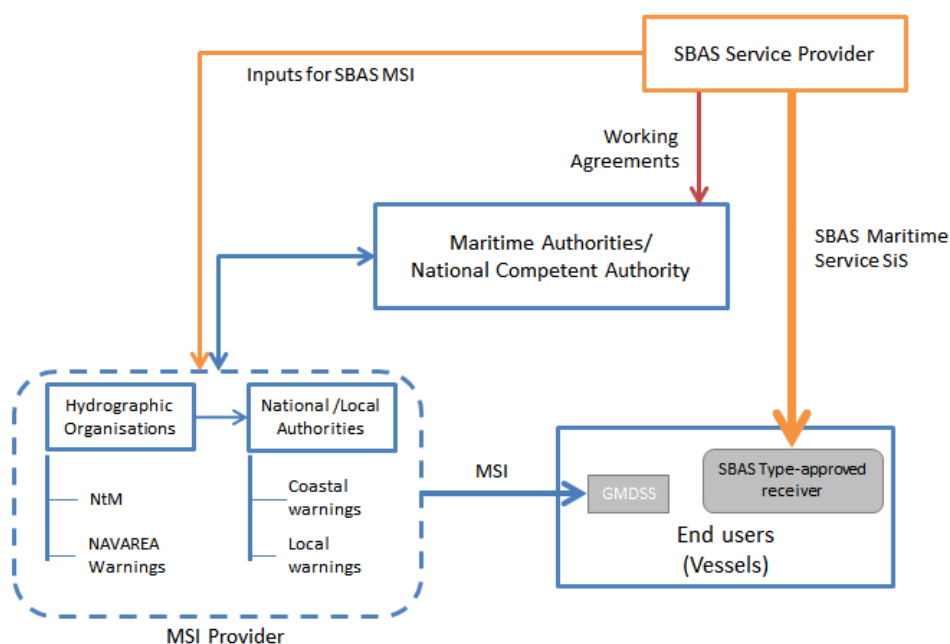 SBAS Service Provider
Inputs for SBAS MSI
Working
Agreements
SBAS Maritime
Service SiS
Maritime Authorities/
National Competent Authority
Hydrographic
Organisations
National /Local
Authorities
NtM
NAVAREA
Warnings
Coastal
warnings
Local
warnings
MSI Provider
MSI
GMDSS
SBAS Type-approved
receiver
End users
(Vessels)